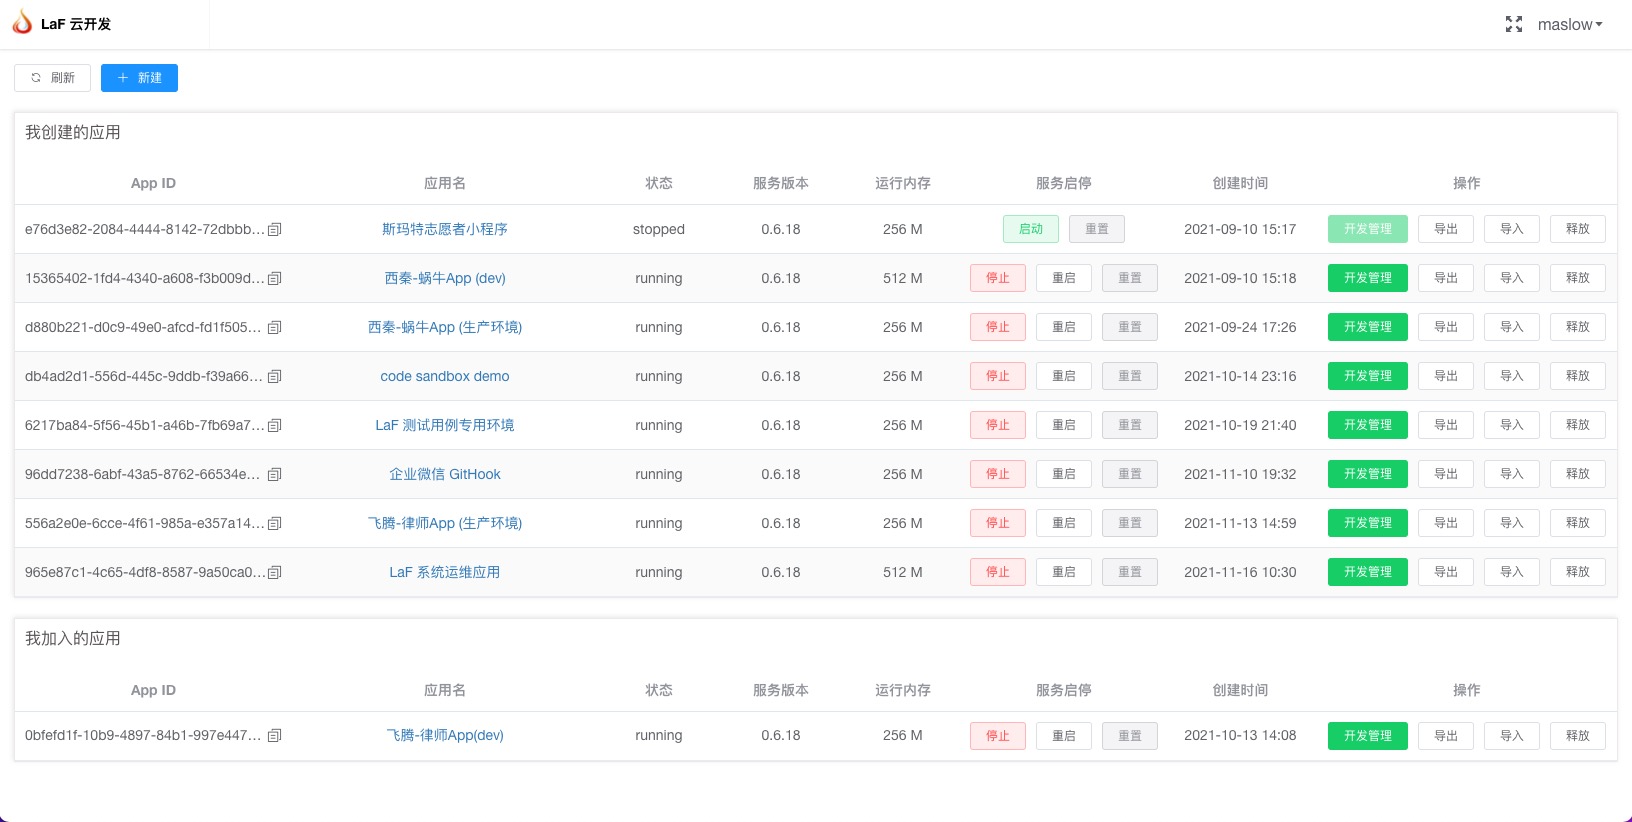 LaF 云开发
maslow
刷新 新建
我创建的应用
App ID 应用名 状态 服务版本 运行内存 服务启停 创建时间 操作
e76d3e82-2084-4444-8142-72dbbb... 斯玛特志愿者小程序 stopped 0.6.18 256 M 启动 重置 2021-09-10 15:17 开发管理 导出 导入 释放
15365402-1fd4-4340-a608-f3b009d... 西秦-蜗牛App (dev) running 0.6.18 512 M 停止 重启 重置 2021-09-10 15:18 开发管理 导出 导入 释放
d880b221-d0c9-49e0-afcd-fd1f505... 西秦-蜗牛App (生产环境) running 0.6.18 256 M 停止 重启 重置 2021-09-24 17:26 开发管理 导出 导入 释放
db4ad2d1-556d-445c-9ddb-f39a66... code sandbox demo running 0.6.18 256 M 停止 重启 重置 2021-10-14 23:16 开发管理 导出 导入 释放
6217ba84-5f56-45b1-a46b-7fb69a7... LaF 测试用例专用环境 running 0.6.18 256 M 停止 重启 重置 2021-10-19 21:40 开发管理 导出 导入 释放
96dd7238-6abf-43a5-8762-66534e... 企业微信 GitHook running 0.6.18 256 M 停止 重启 重置 2021-11-10 19:32 开发管理 导出 导入 释放
556a2e0e-6cce-4f61-985a-e357a14... 飞腾-律师App (生产环境) running 0.6.18 256 M 停止 重启 重置 2021-11-13 14:59 开发管理 导出 导入 释放
965e87c1-4c65-4df8-8587-9a50ca0... LaF 系统运维应用 running 0.6.18 512 M 停止 重启 重置 2021-11-16 10:30 开发管理 导出 导入 释放
我加入的应用
App ID 应用名 状态 服务版本 运行内存 服务启停 创建时间 操作
0bfefd1f-10b9-4897-84b1-997e447... 飞腾-律师App(dev) running 0.6.18 256 M 停止 重启 重置 2021-10-13 14:08 开发管理 导出 导入 释放